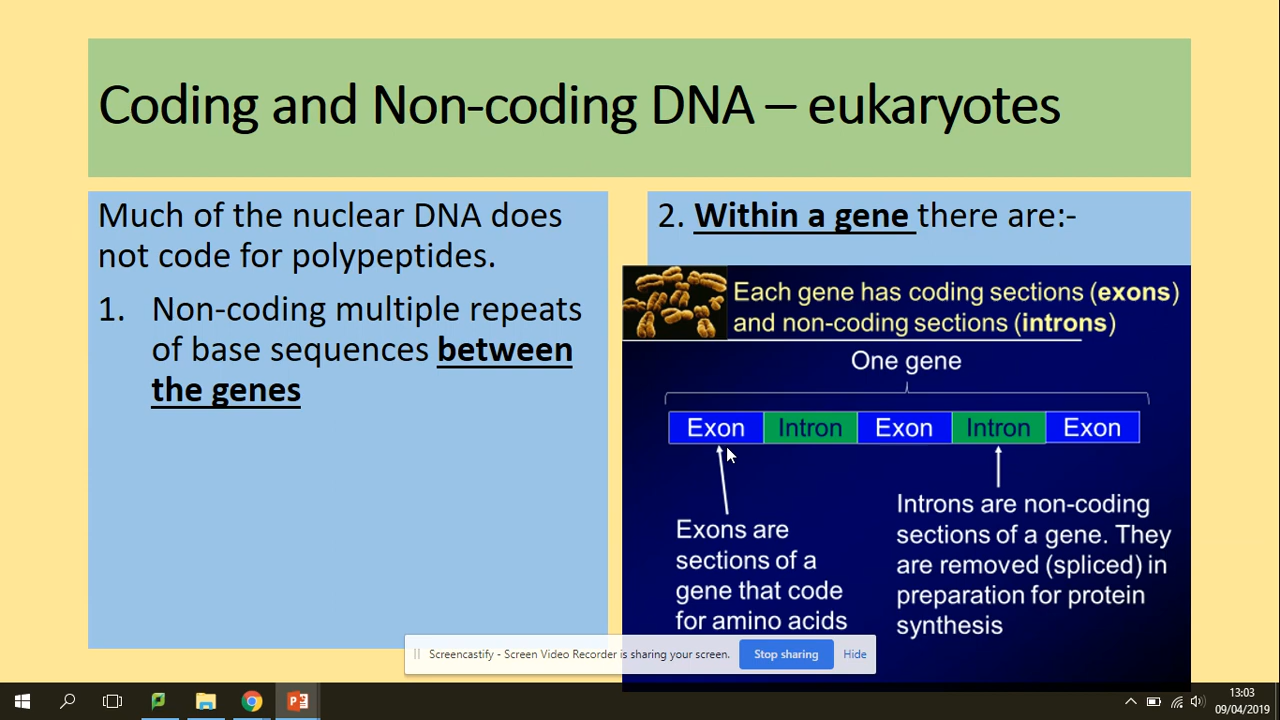 Coding and Non-coding DNA – eukaryotes
Much of the nuclear DNA does
not code for polypeptides.
1. Non-coding multiple repeats
of base sequences between
the genes
2. Within a gene there are:-
Each gene has coding sections (exons)
and non-coding sections (introns)
One gene
Exon Intron Exon Intron Exon
Exons are
sections of a
gene that code
for amino acids
Introns are non-coding
sections of a gene. They
are removed (spliced) in
preparation for protein
synthesis
Screencastify - Screen Video Recorder is sharing your screen. Stop sharing Hide
13:03
09/04/2019